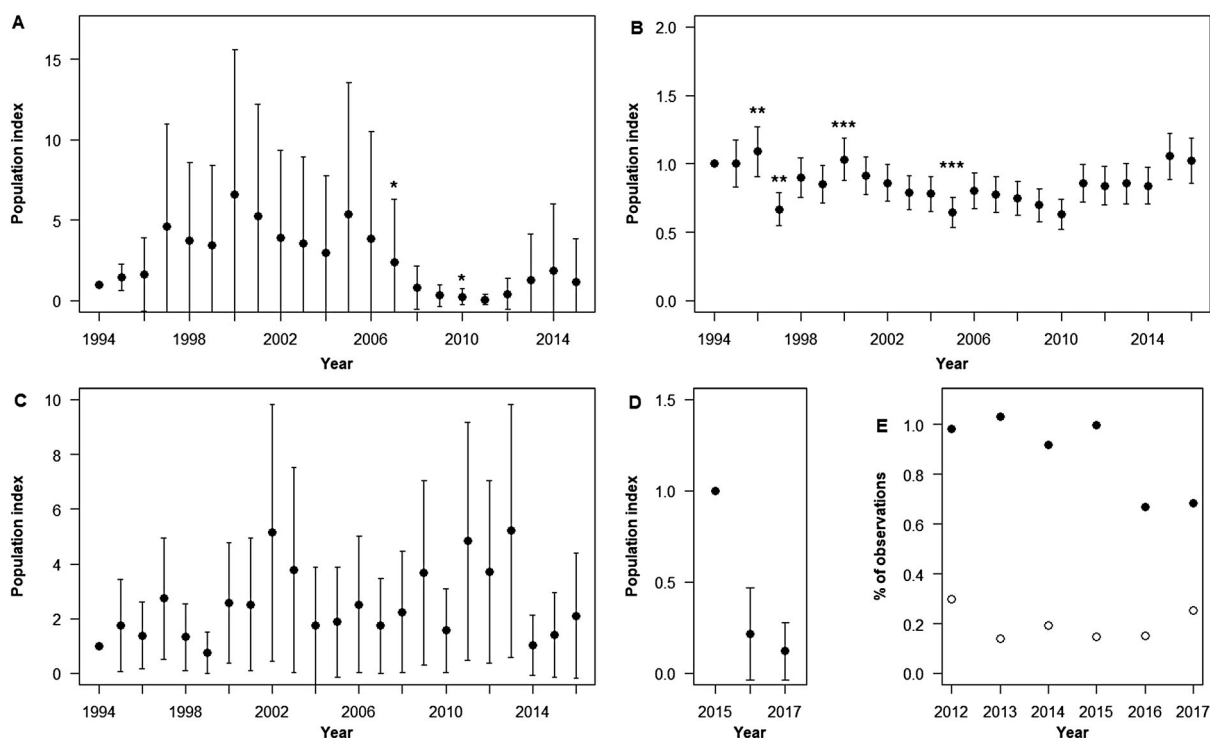 A
Population index
15
10
5
0
*
*
1994 1998 2002 2006 2010 2014
Year
B
Population index
2.0
1.5
1.0
0.5
0.0
**
**
***
***
1994 1998 2002 2006 2010 2014
Year
C
Population index
10
8
6
4
2
0
1994 1998 2002 2006 2010 2014
Year
D
Population index
1.5
1.0
0.5
0.0
2015 2017
Year
E
% of observations
1.0
0.8
0.6
0.4
0.2
0.0
2012 2013 2014 2015 2016 2017
Year